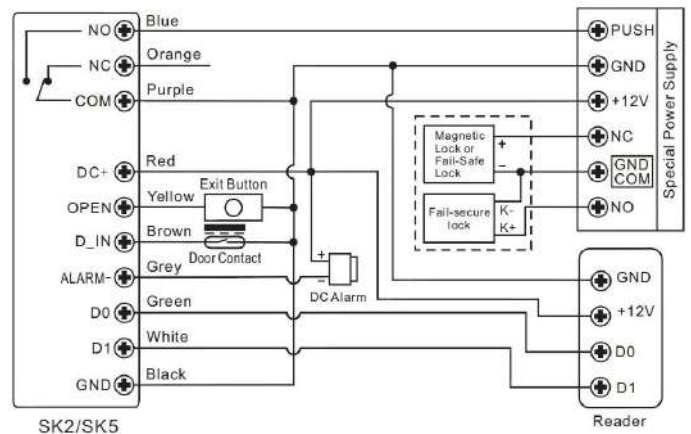 NO Blue PUSH
NC Orange GND
COM Purple +12V
Magnetic Lock or Fail-Safe Lock + − NC
DC+ Red GND COM
OPEN Yellow Exit Button NO
Fail-secure lock K- K+
Special Power Supply
D_IN Brown Door Contact
ALARM- Grey + − DC Alarm GND
D0 Green +12V
D1 White D0
GND Black D1
SK2/SK5 Reader